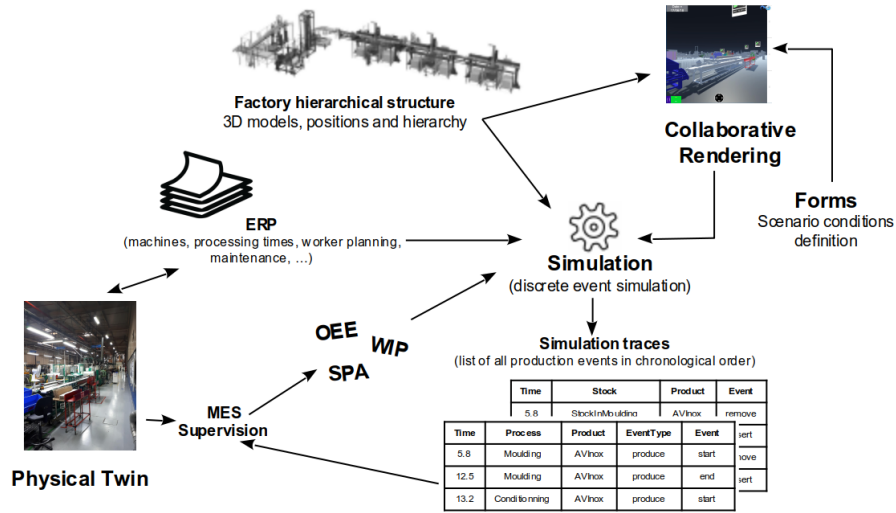 Factory hierarchical structure
3D models, positions and hierarchy
Collaborative
Rendering
Forms
Scenario conditions
definition
ERP
(machines, processing times, worker planning,
maintenance, ...)
Simulation
(discrete event simulation)
OEE
WIP
SPA
Simulation traces
(list of all production events in chronological order)
Time Stock Product Event
5.8 StockInMoulding AVInox remove
sert
move
sert
Time Process Product EventType Event
5.8 Moulding AVInox produce start
12.5 Moulding AVInox produce end
13.2 Conditionning AVInox produce start
MES
Supervision
Physical Twin